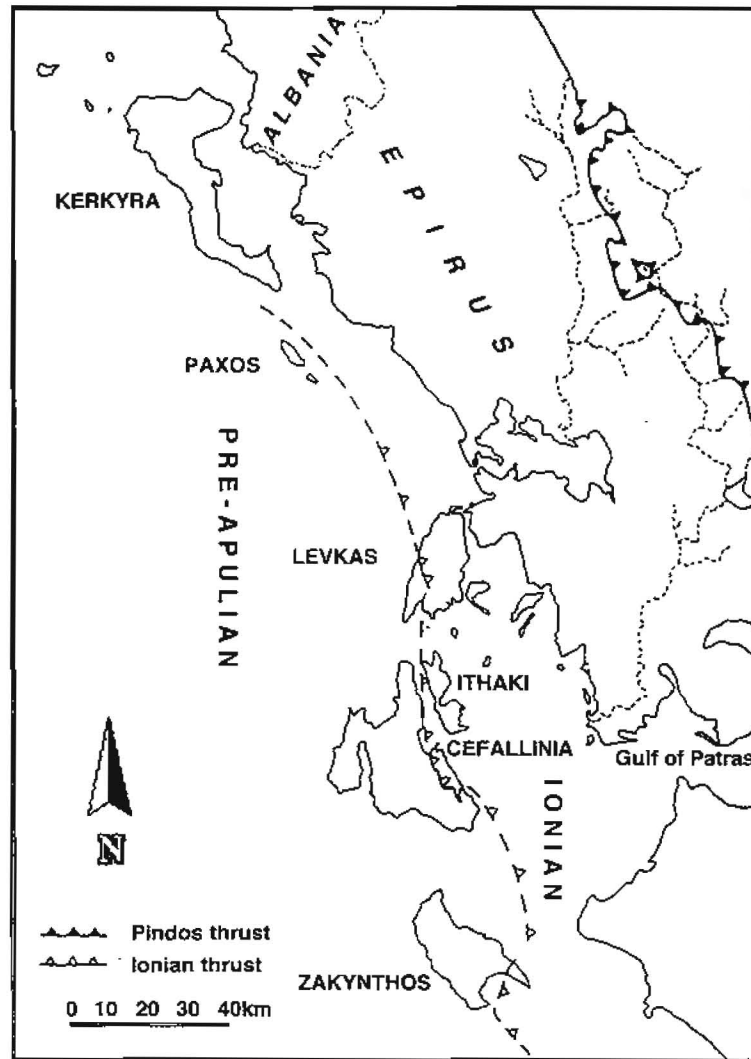 ALBANIA
EPIRUS
KERKYRA
PAXOS
PRE-APULIAN
LEVKAS
ITHAKI
CEFALLINIA
Gulf of Patras
IONIAN
N
Pindos thrust
Ionian thrust
ZAKYNTHOS
0 10 20 30 40km